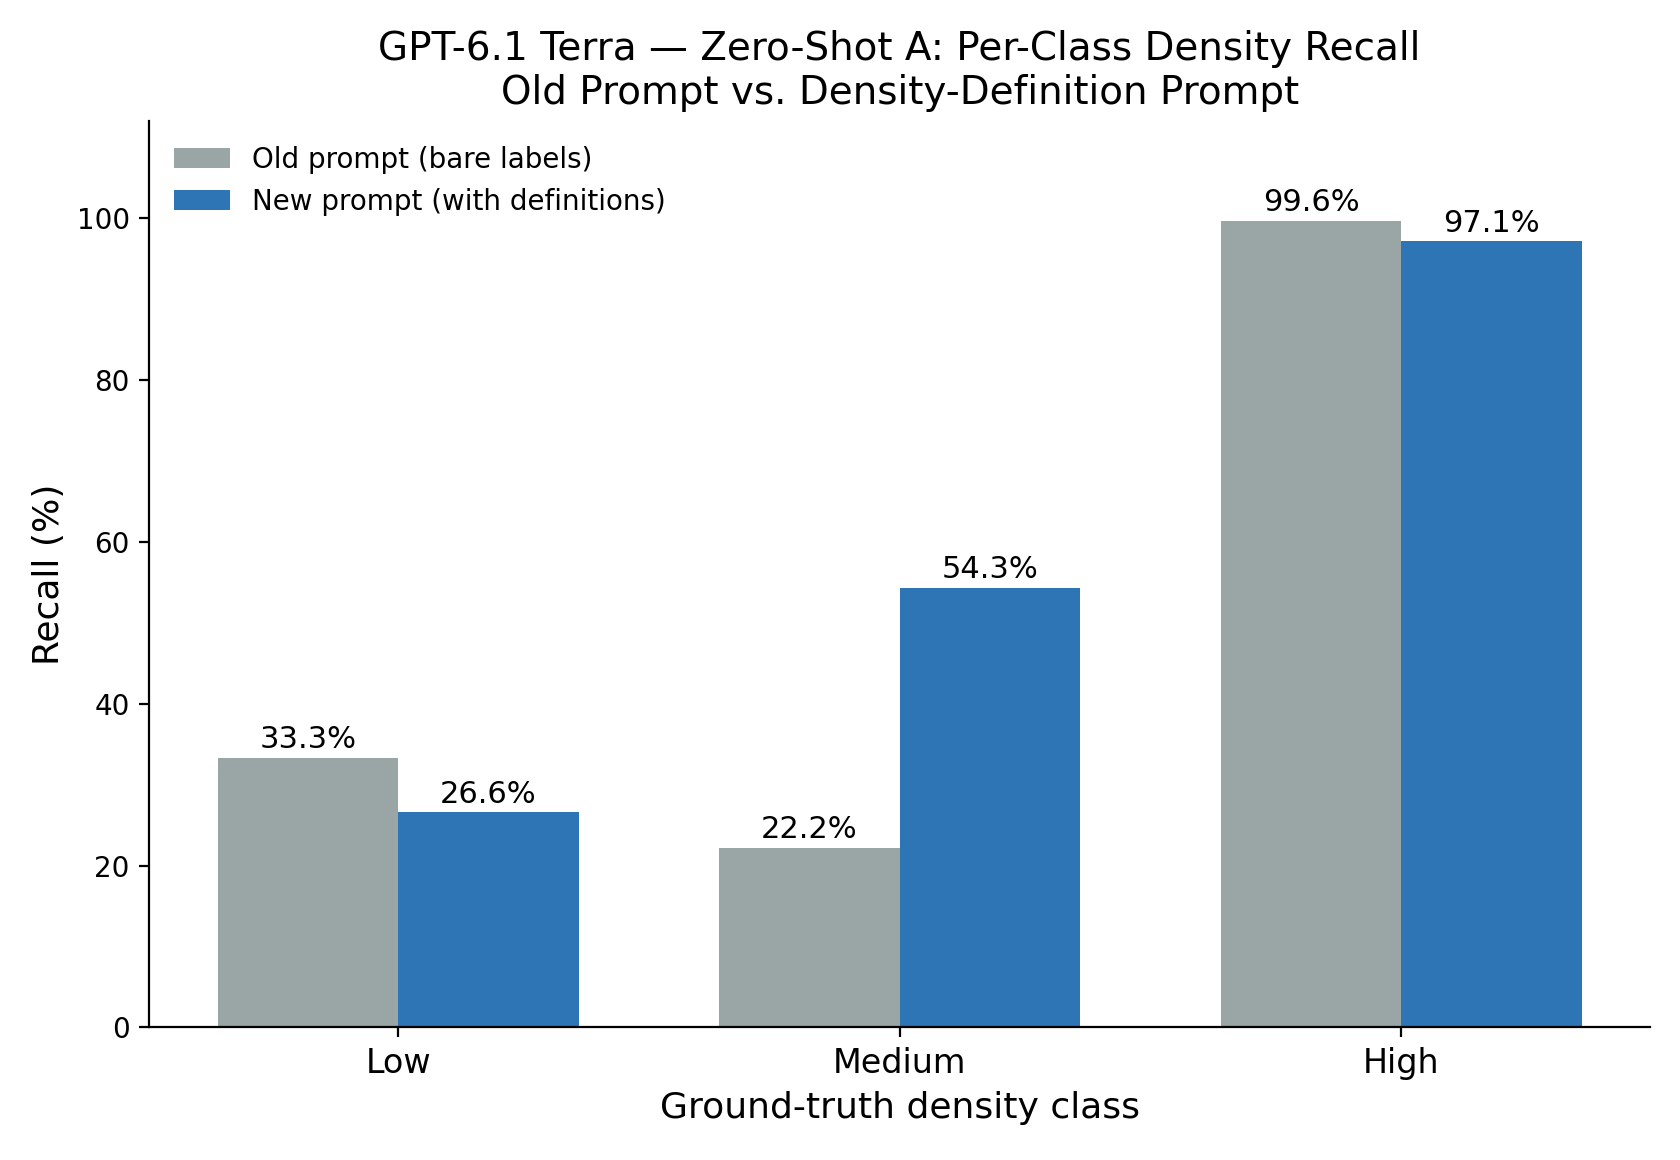 GPT-6.1 Terra — Zero-Shot A: Per-Class Density Recall
Old Prompt vs. Density-Definition Prompt
Old prompt (bare labels)
New prompt (with definitions)
Recall (%)
100
80
60
40
20
0
33.3%
26.6%
22.2%
54.3%
99.6%
97.1%
Low
Medium
High
Ground-truth density class